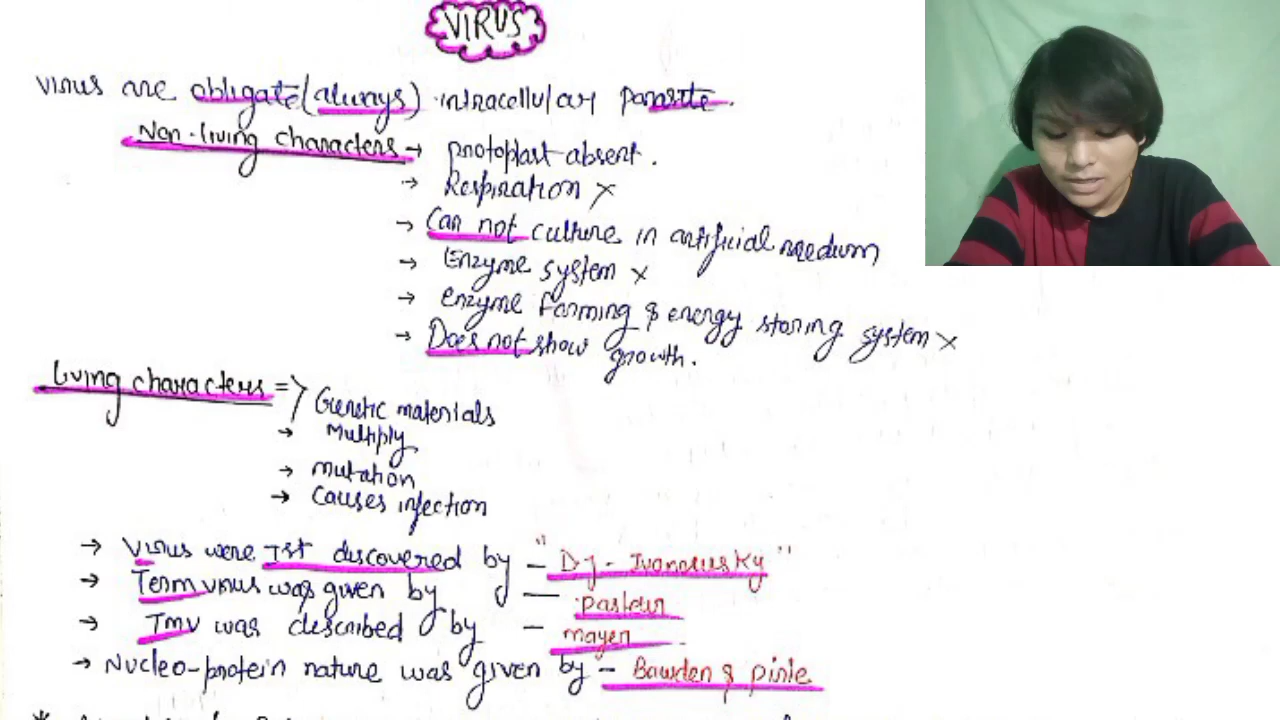 VIRUS
Virus are obligate (always) intracellular parasite.
Non-living characters → protoplast absent.
→ Respiration ×
→ Can not culture in artificial medium
→ Enzyme system ×
→ enzyme forming & energy storing system ×
→ Does not show growth.
Living characters => Genetic materials
→ Multiply
→ mutation
→ causes infection
→ Virus were Ist discovered by - "D.J - Ivanowsky"
→ Term virus was given by — pasteur
→ Tmv was described by - mayer
→ Nucleo-protein nature was given by - Bawden & pirie